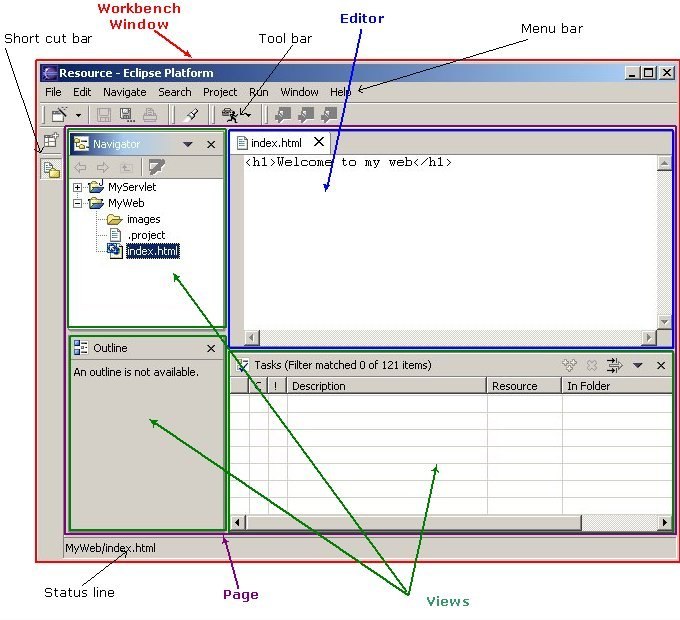 Workbench
Window
Editor
Short cut bar
Tool bar
Menu bar
Resource - Eclipse Platform
File Edit Navigate Search Project Run Window Help
Navigator
index.html
<h1>Welcome to my web</h1>
MyServlet
MyWeb
images
.project
index.html
Outline
An outline is not available.
Tasks (Filter matched 0 of 121 items)
C ! Description Resource In Folder
MyWeb/index.html
Status line
Page
Views